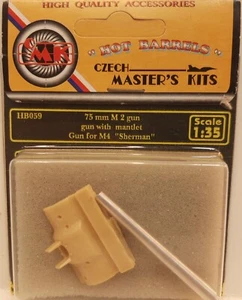 HIGH QUALITY ACCESSORIES
"HOT BARRELS"
CZECH
MASTER'S KITS
HB059
75 mm M 2 gun
gun with mantlet
Gun for M4 "Sherman"
Scale
1:35